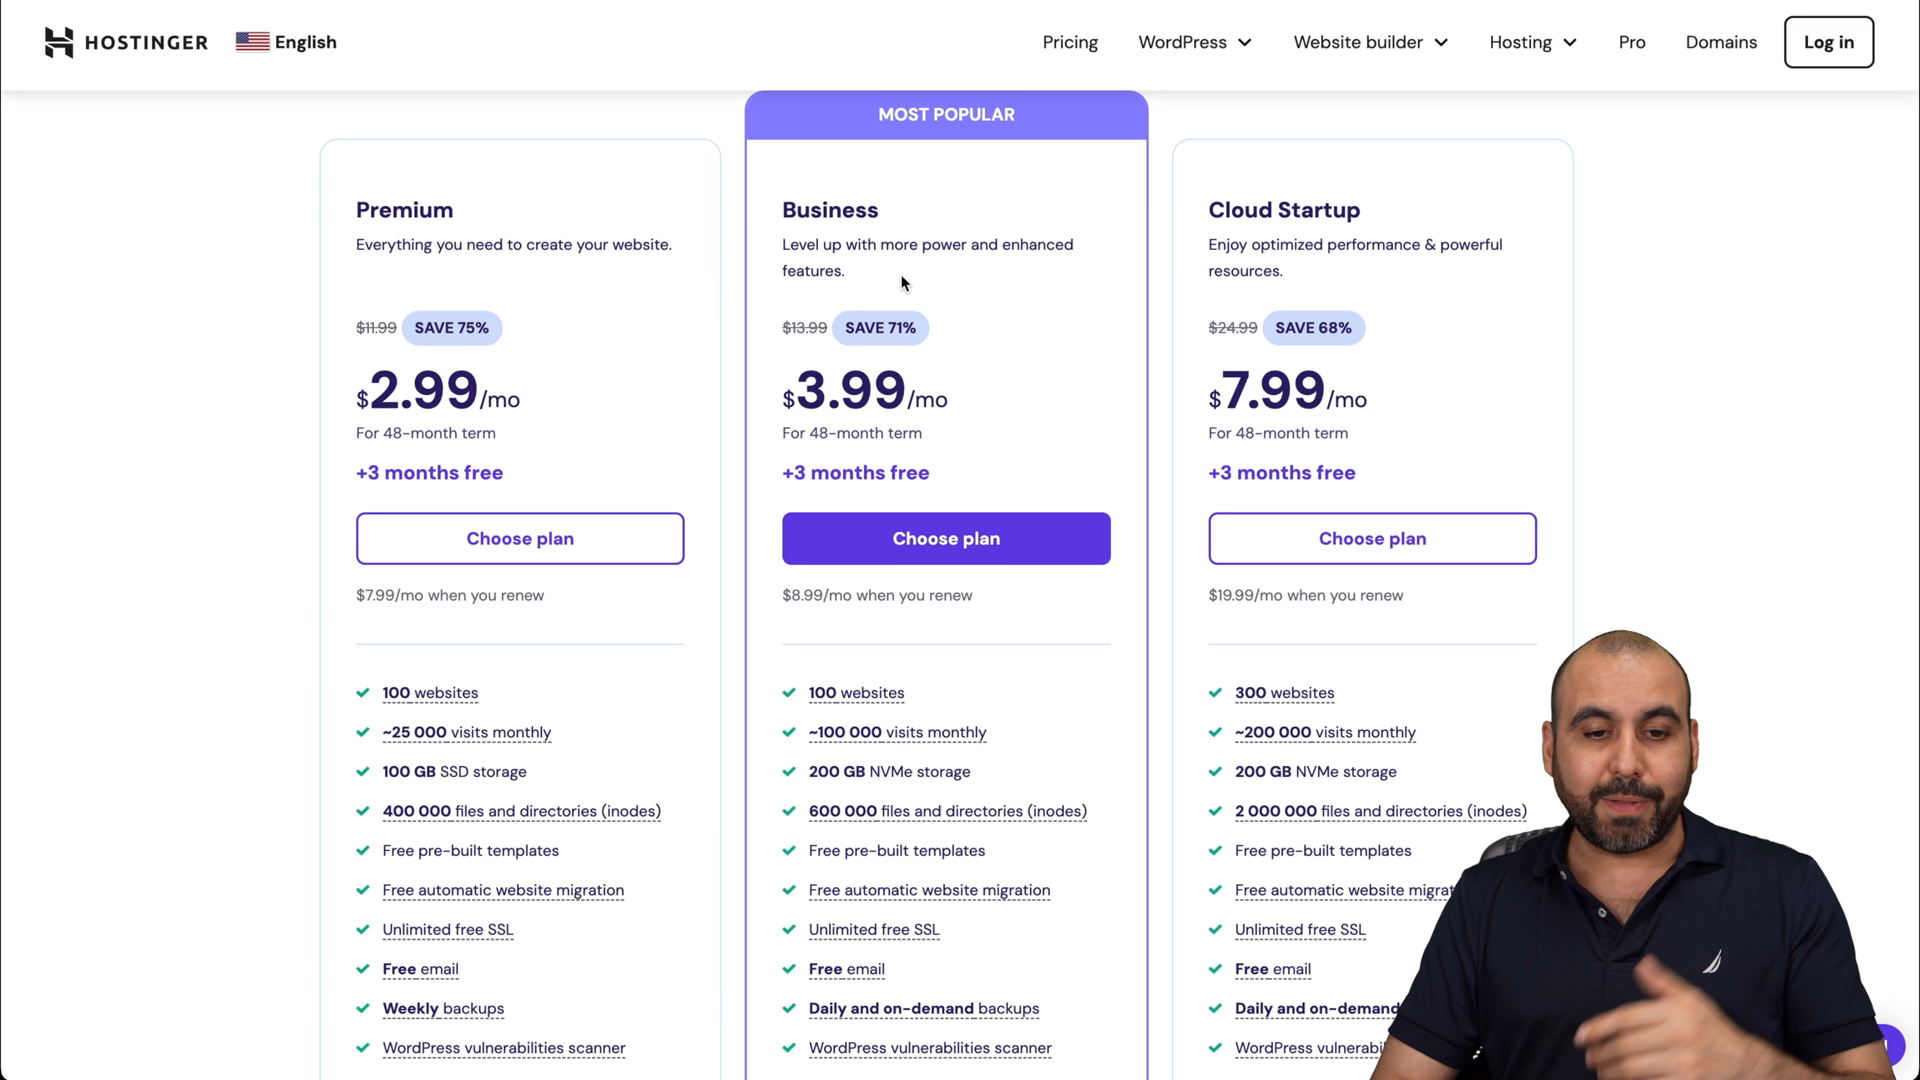 HOSTINGER
English
Pricing
WordPress
Website builder
Hosting
Pro
Domains
Log in
MOST POPULAR
Premium
Everything you need to create your website.
$11.99 SAVE 75%
$2.99/mo
For 48-month term
+3 months free
Choose plan
$7.99/mo when you renew
100 websites
~25 000 visits monthly
100 GB SSD storage
400 000 files and directories (inodes)
Free pre-built templates
Free automatic website migration
Unlimited free SSL
Free email
Weekly backups
WordPress vulnerabilities scanner
Business
Level up with more power and enhanced
features.
$13.99 SAVE 71%
$3.99/mo
For 48-month term
+3 months free
Choose plan
$8.99/mo when you renew
100 websites
~100 000 visits monthly
200 GB NVMe storage
600 000 files and directories (inodes)
Free pre-built templates
Free automatic website migration
Unlimited free SSL
Free email
Daily and on-demand backups
WordPress vulnerabilities scanner
Cloud Startup
Enjoy optimized performance & powerful
resources.
$24.99 SAVE 68%
$7.99/mo
For 48-month term
+3 months free
Choose plan
$19.99/mo when you renew
300 websites
~200 000 visits monthly
200 GB NVMe storage
2 000 000 files and directories (inodes)
Free pre-built templates
Free automatic website migrat
Unlimited free SSL
Free email
Daily and on-demand
WordPress vulnerabil